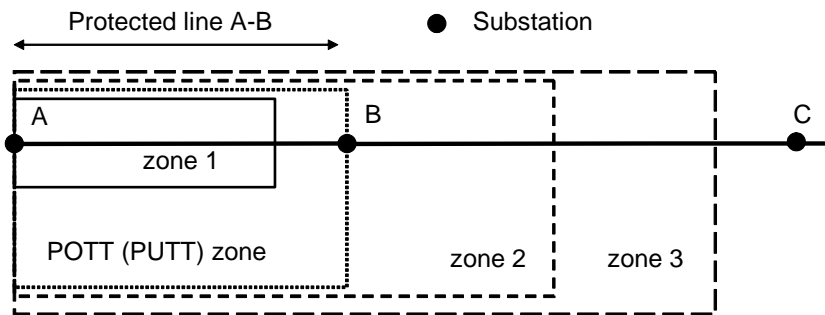 Protected line A-B
Substation
A
B
C
zone 1
POTT (PUTT) zone
zone 2
zone 3